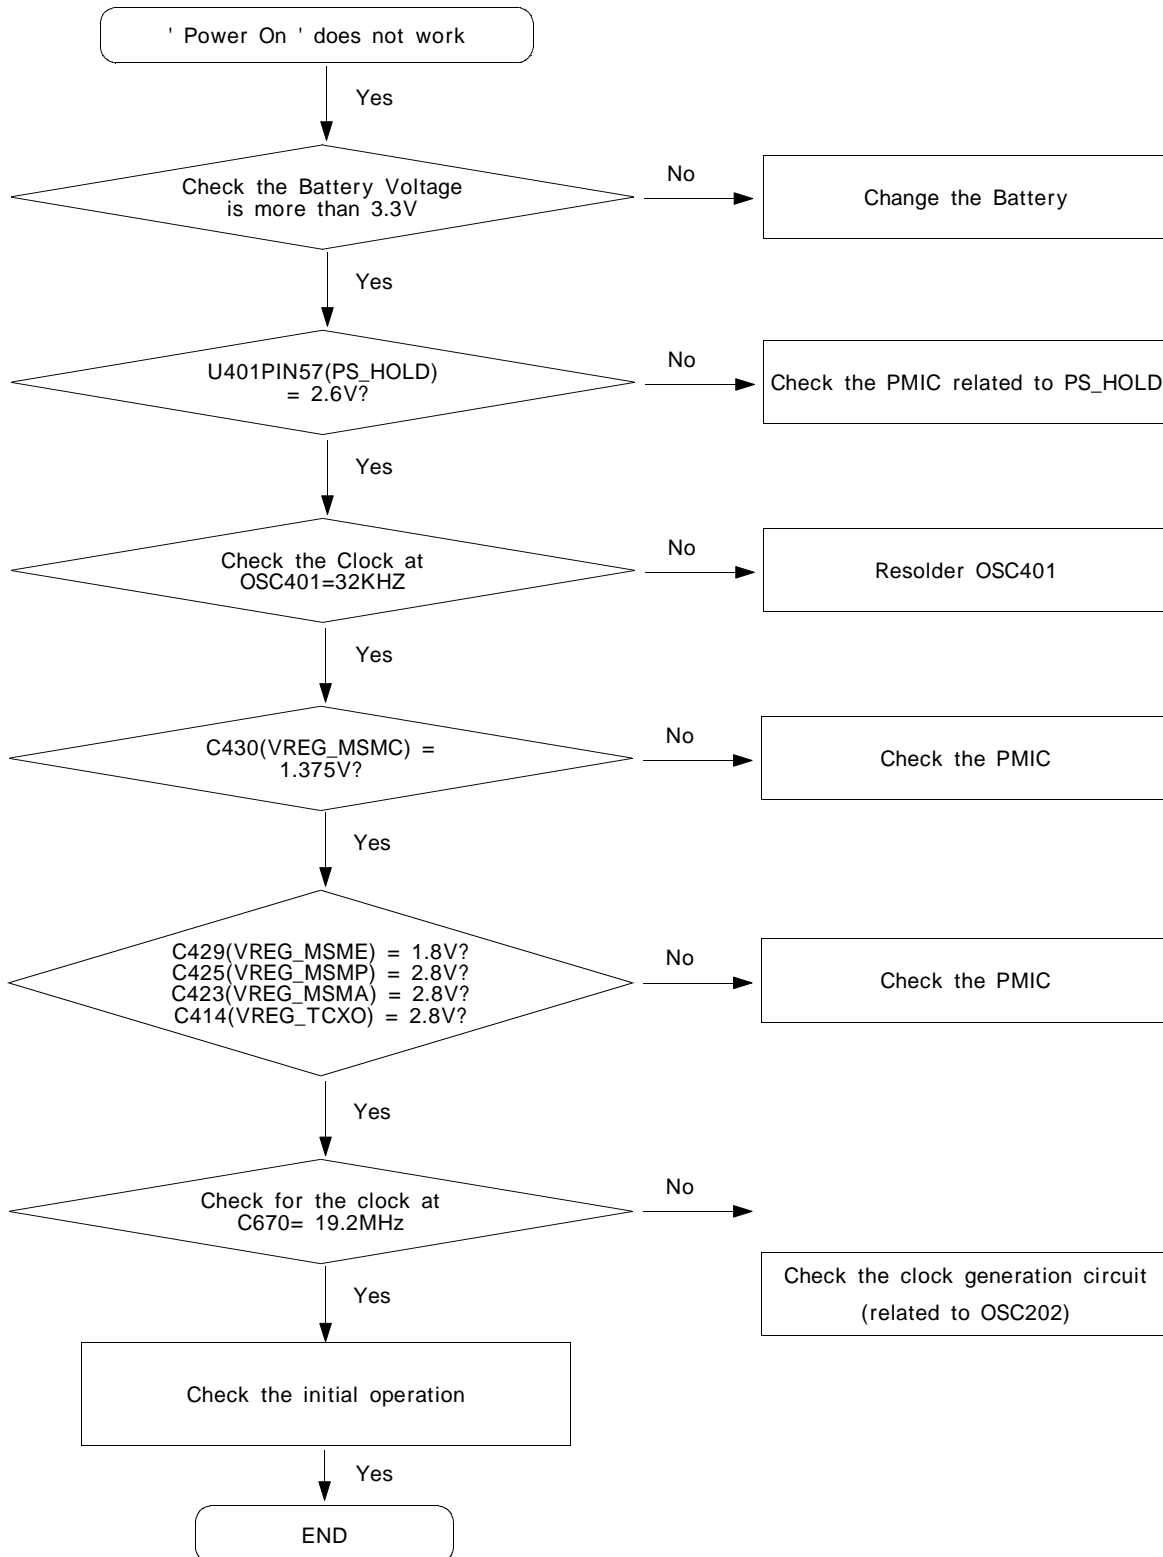 ' Power On ' does not work
Yes
Check the Battery Voltage
is more than 3.3V
No
Change the Battery
Yes
U401PIN57(PS_HOLD)
= 2.6V?
No
Check the PMIC related to PS_HOLD
Yes
Check the Clock at
OSC401=32KHZ
No
Resolder OSC401
Yes
C430(VREG_MSMC) =
1.375V?
No
Check the PMIC
Yes
C429(VREG_MSME) = 1.8V?
C425(VREG_MSMP) = 2.8V?
C423(VREG_MSMA) = 2.8V?
C414(VREG_TCXO) = 2.8V?
No
Check the PMIC
Yes
Check for the clock at
C670= 19.2MHz
No
Check the clock generation circuit
(related to OSC202)
Yes
Check the initial operation
Yes
END